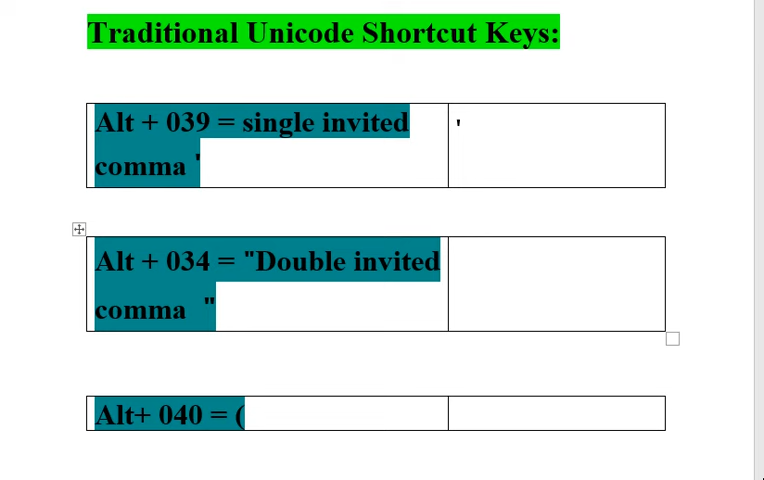 Traditional Unicode Shortcut Keys:
Alt + 039 = single invited
comma '
'
Alt + 034 = "Double invited
comma "
Alt+ 040 = (